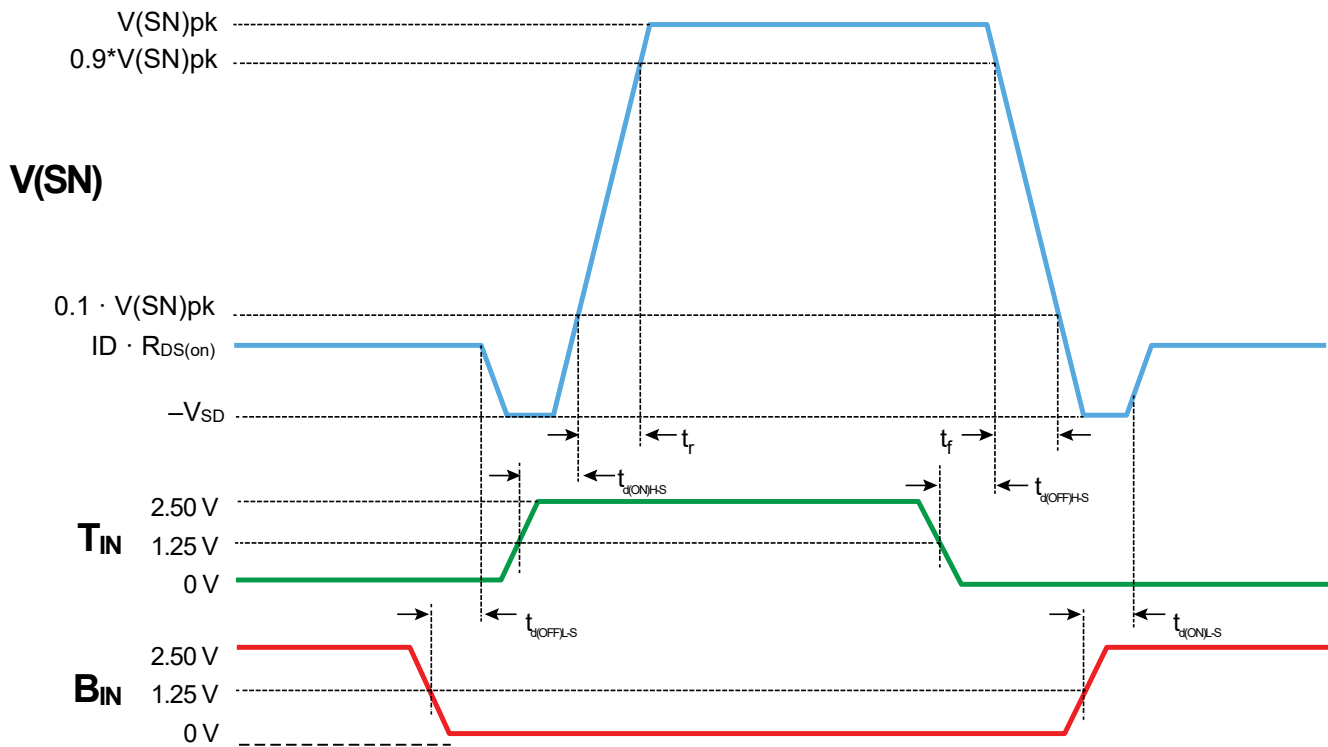 V(SN)pk
0.9*V(SN)pk
V(SN)
0.1 · V(SN)pk
ID · RDS(on)
–VSD
tr
tf
td(ON)H-S
td(OFF)H-S
2.50 V
TIN
1.25 V
0 V
td(OFF)L-S
td(ON)L-S
2.50 V
BIN
1.25 V
0 V